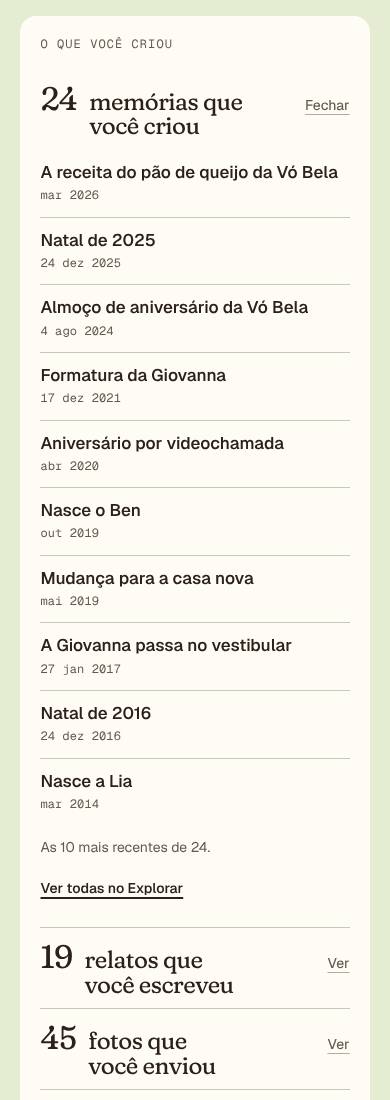 O QUE VOCÊ CRIOU
24 memórias que
você criou
Fechar
A receita do pão de queijo da Vó Bela
mar 2026
Natal de 2025
24 dez 2025
Almoço de aniversário da Vó Bela
4 ago 2024
Formatura da Giovanna
17 dez 2021
Aniversário por videochamada
abr 2020
Nasce o Ben
out 2019
Mudança para a casa nova
mai 2019
A Giovanna passa no vestibular
27 jan 2017
Natal de 2016
24 dez 2016
Nasce a Lia
mar 2014
As 10 mais recentes de 24.
Ver todas no Explorar
19 relatos que
você escreveu
Ver
45 fotos que
você enviou
Ver